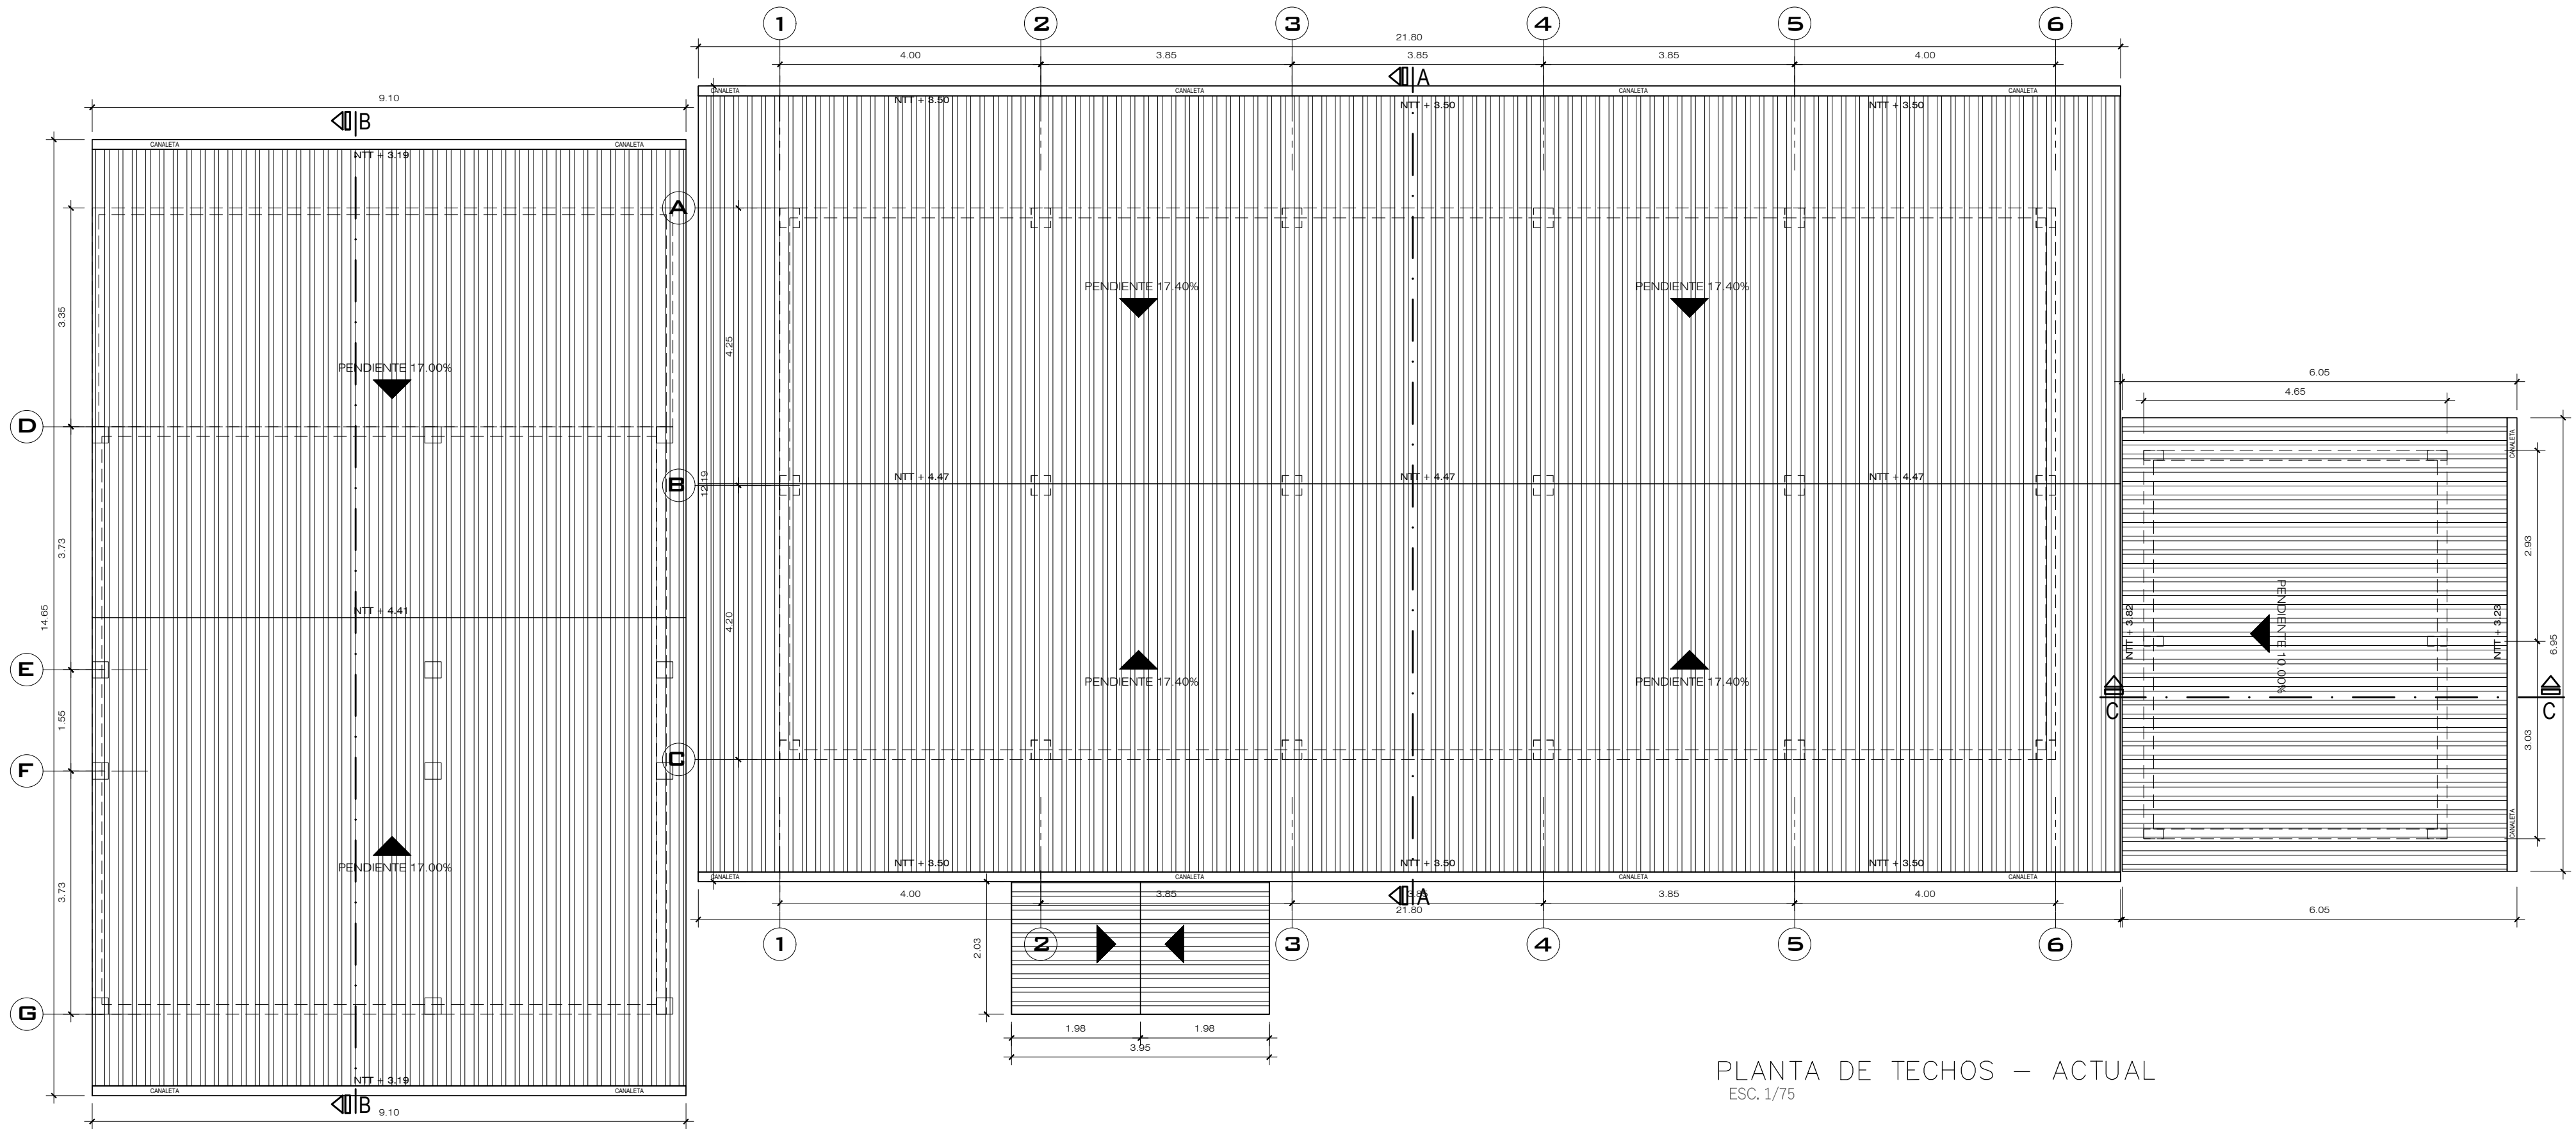 1 2 3 4 5 6
21.80
4.00 3.85 3.85 3.85 4.00
A
CANALETA CANALETA CANALETA CANALETA
NTT + 3.50 NTT + 3.50 NTT + 3.50
9.10
B
CANALETA CANALETA
NTT + 3.19
A
PENDIENTE 17.40% PENDIENTE 17.40%
3.35
4.25
PENDIENTE 17.00%
6.05
4.65
D
CANALETA
B
12.19
NTT + 4.47 NTT + 4.47 NTT + 4.47
3.73
2.93
14.65
NTT + 4.41
4.20
NTT + 3.82
PENDIENTE 10.00%
NTT + 3.23
6.95
E
PENDIENTE 17.40% PENDIENTE 17.40%
C C
1.55
3.03
C
F
CANALETA
PENDIENTE 17.00%
NTT + 3.50 NTT + 3.50 NTT + 3.50
CANALETA CANALETA CANALETA CANALETA
3.73
4.00 3.85 3.85 3.85 4.00
A
21.80
6.05
2.03
1 2 3 4 5 6
G
1.98 1.98
3.95
NTT + 3.19
CANALETA CANALETA
B
9.10
PLANTA DE TECHOS – ACTUAL
ESC. 1/75